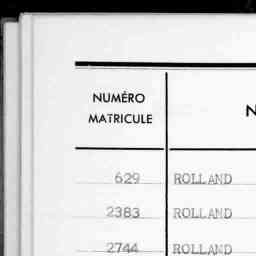 NUMÉRO
MATRICULE
N
629 ROLLAND
2383 ROLLAND
2744 ROLLAND